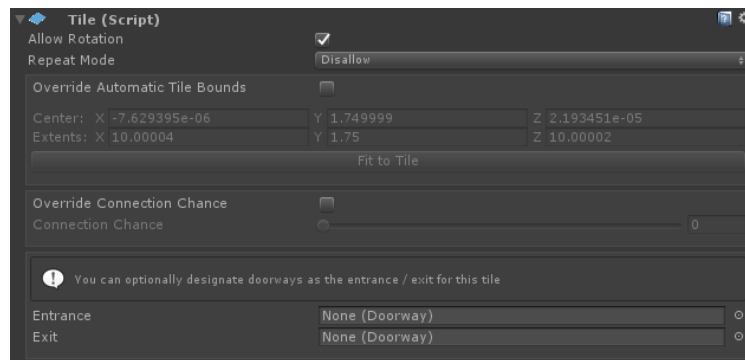 Tile (Script)
Allow Rotation
Repeat Mode Disallow
Override Automatic Tile Bounds
Center: X -7.629395e-06 Y 1.749999 Z 2.193451e-05
Extents: X 10.00004 Y 1.75 Z 10.00002
Fit to Tile
Override Connection Chance
Connection Chance 0
You can optionally designate doorways as the entrance / exit for this tile
Entrance None (Doorway)
Exit None (Doorway)